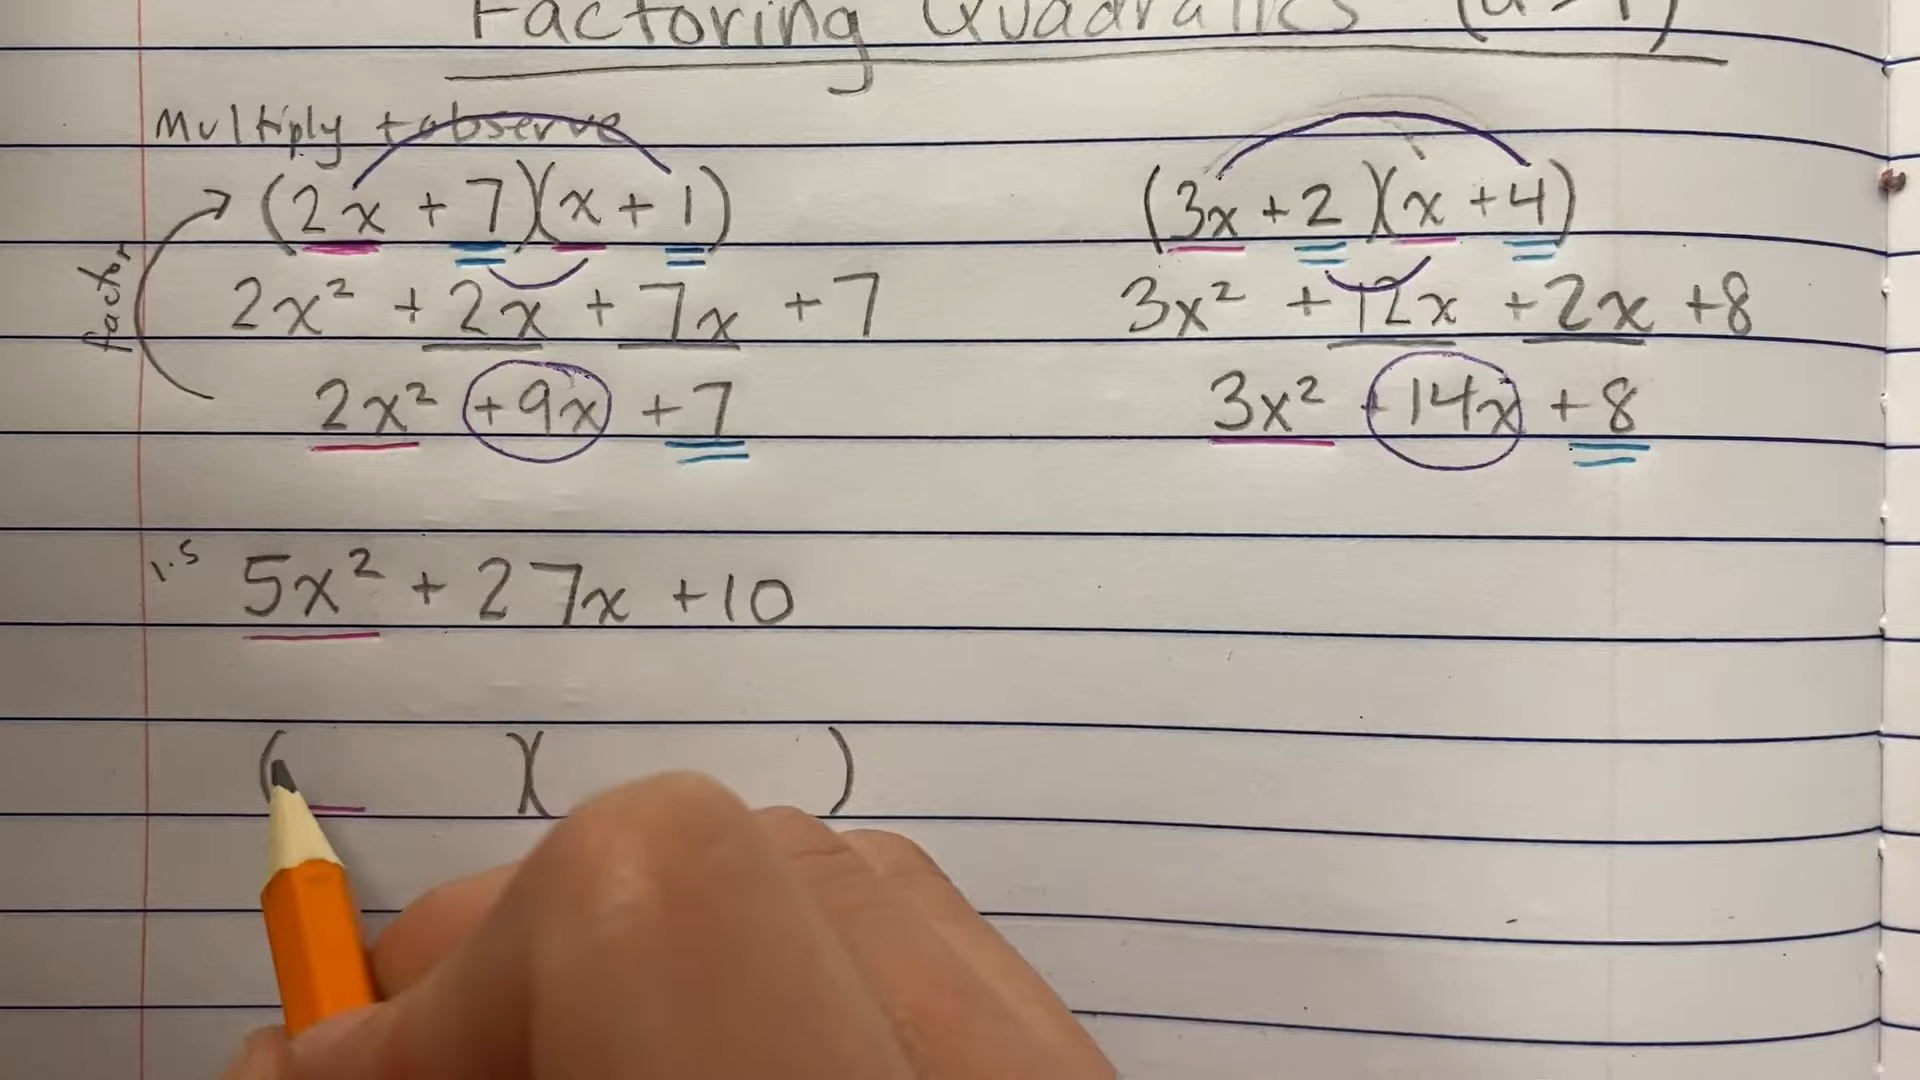 Factoring Quadratics (a>1)
Multiply + observe
factor
(2x + 7)(x + 1)
2x² + 2x + 7x + 7
2x² +9x +7
(3x + 2)(x + 4)
3x² +12x +2x +8
3x² +14x +8
1.5 5x² + 27x +10
( )( )